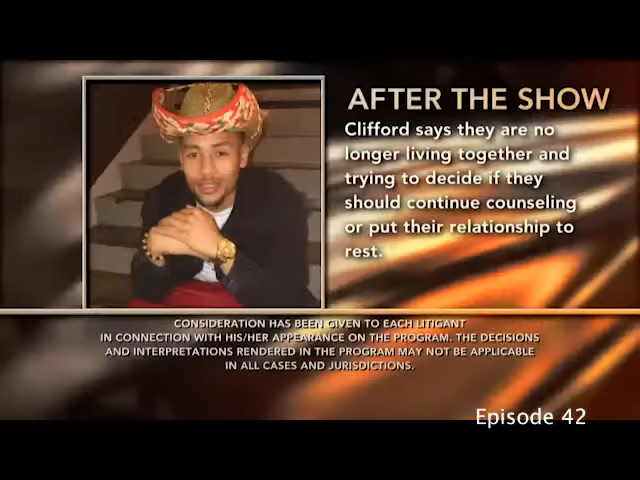 AFTER THE SHOW
Clifford says they are no
longer living together and
trying to decide if they
should continue counseling
or put their relationship to
rest.
CONSIDERATION HAS BEEN GIVEN TO EACH LITIGANT
IN CONNECTION WITH HIS/HER APPEARANCE ON THE PROGRAM. THE DECISIONS
AND INTERPRETATIONS RENDERED IN THE PROGRAM MAY NOT BE APPLICABLE
IN ALL CASES AND JURISDICTIONS.
Episode 42